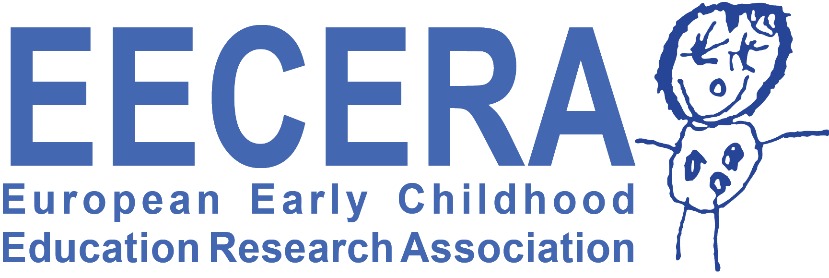 EECERA
European Early Childhood
Education Research Association